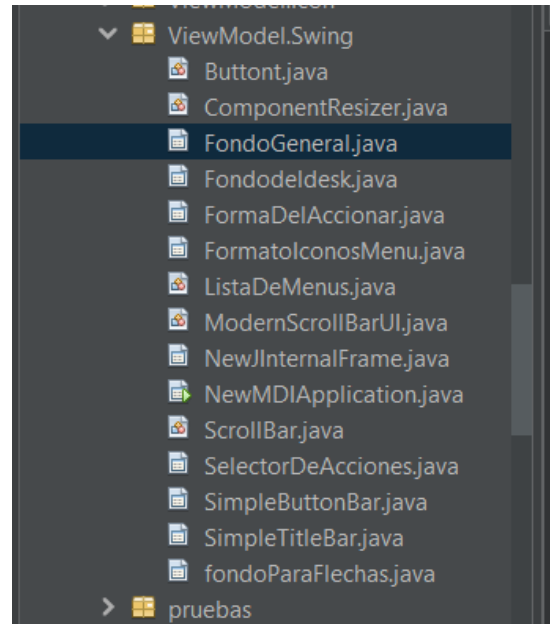 ViewModel.Swing
Buttont.java
ComponentResizer.java
FondoGeneral.java
Fondodeldesk.java
FormaDelAccionar.java
FormatoIconosMenu.java
ListaDeMenus.java
ModernScrollBarUI.java
NewJInternalFrame.java
NewMDIApplication.java
ScrollBar.java
SelectorDeAcciones.java
SimpleButtonBar.java
SimpleTitleBar.java
fondoParaFlechas.java
pruebas